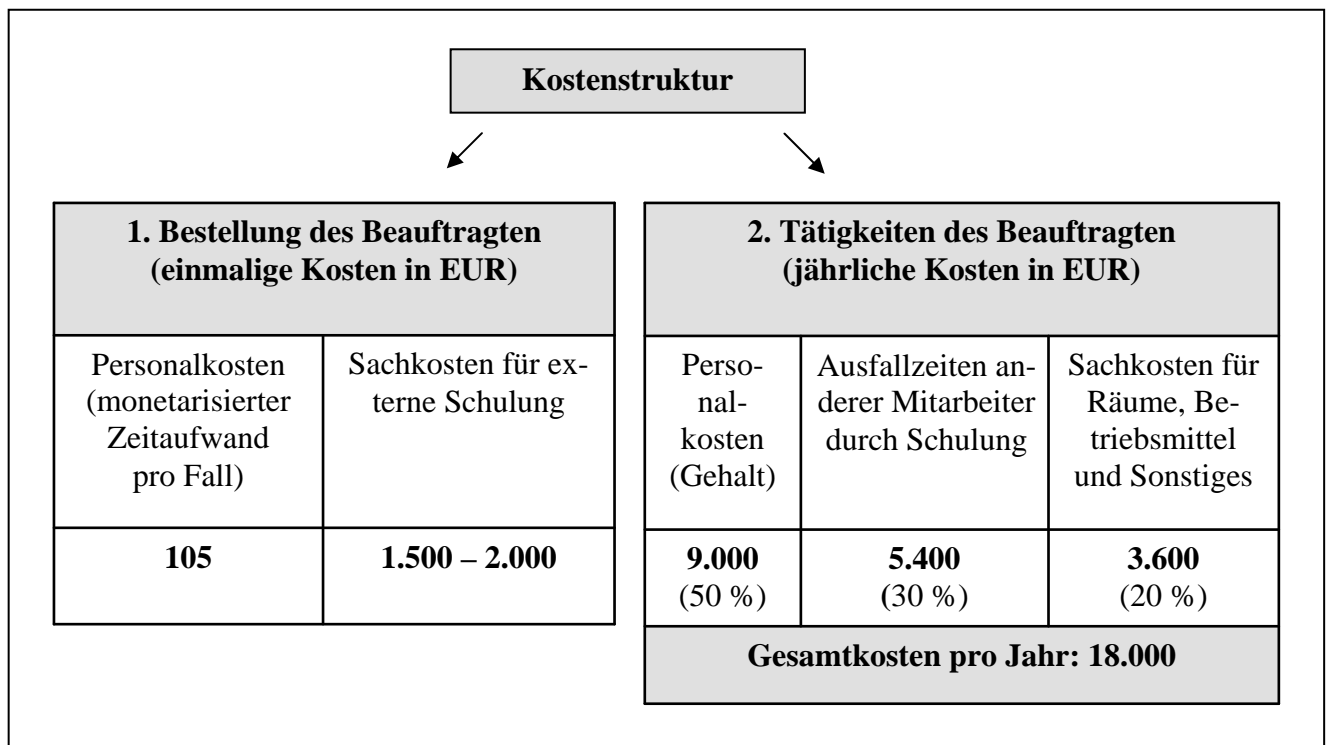 Kostenstruktur
1. Bestellung des Beauftragten
(einmalige Kosten in EUR)
Personalkosten
(monetarisierter
Zeitaufwand
pro Fall)
Sachkosten für ex-
terne Schulung
105
1.500 – 2.000
2. Tätigkeiten des Beauftragten
(jährliche Kosten in EUR)
Perso-
nal-
kosten
(Gehalt)
Ausfallzeiten an-
derer Mitarbeiter
durch Schulung
Sachkosten für
Räume, Be-
triebsmittel
und Sonstiges
9.000
(50 %)
5.400
(30 %)
3.600
(20 %)
Gesamtkosten pro Jahr: 18.000